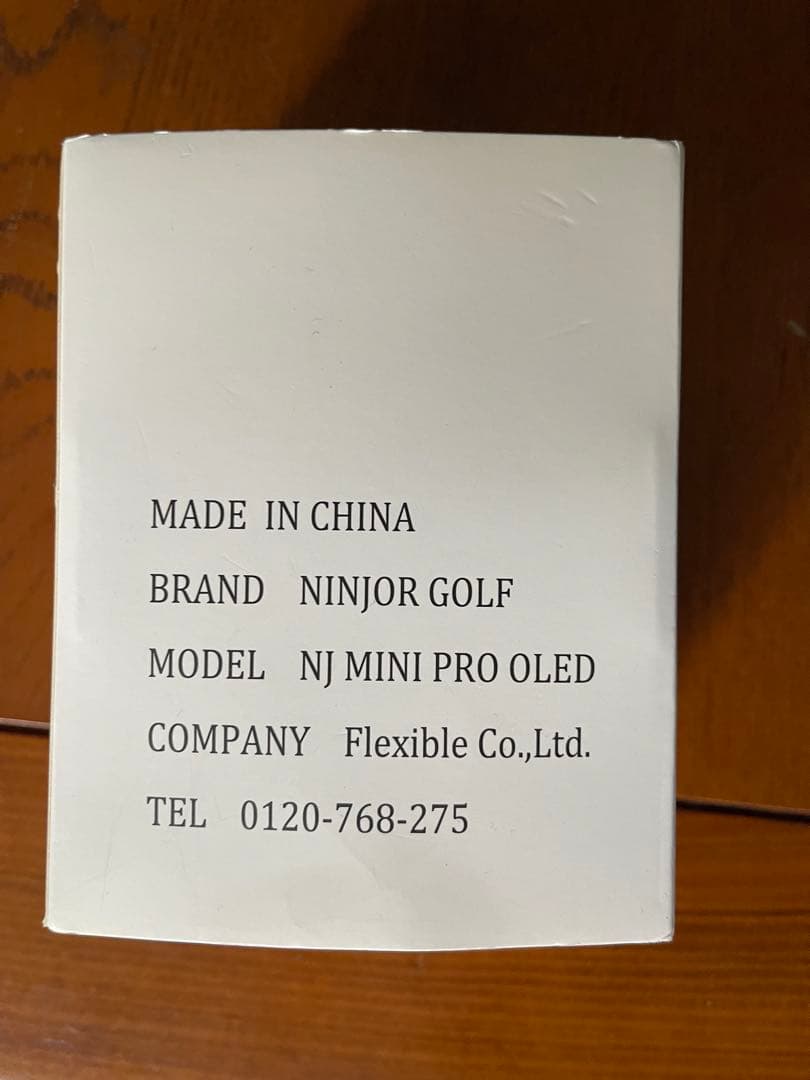 MADE IN CHINA
BRAND NINJOR GOLF
MODEL NJ MINI PRO OLED
COMPANY Flexible Co.,Ltd.
TEL 0120-768-275